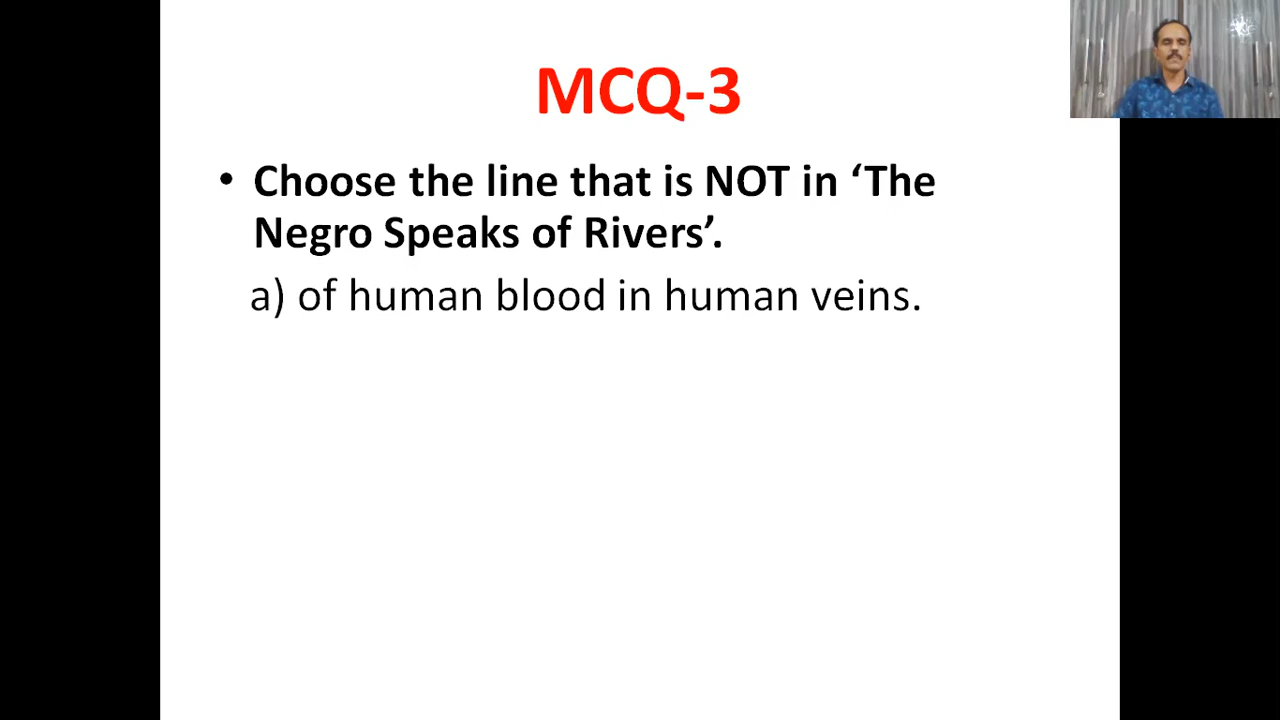 MCQ-3
• Choose the line that is NOT in ‘The
Negro Speaks of Rivers’.
a) of human blood in human veins.